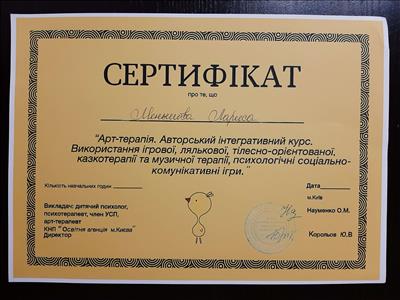 СЕРТИФІКАТ
про те, що
Лариса
"Арт-терапія. Авторський інтегративний курс.
Використання ігрової, лялькової, тілесно-орієнтованої,
казкотерапії та музичної терапії, психологічні соціально-
комунікативні ігри."
Кількість навчальних годин
Дата
м.Київ
Викладач: дитячий психолог,
психотерапевт, член УСП,
арт-терапевт
Науменко О.М.
КНП "Освітня агенція м.Києва"
Директор
Корольов Ю.В